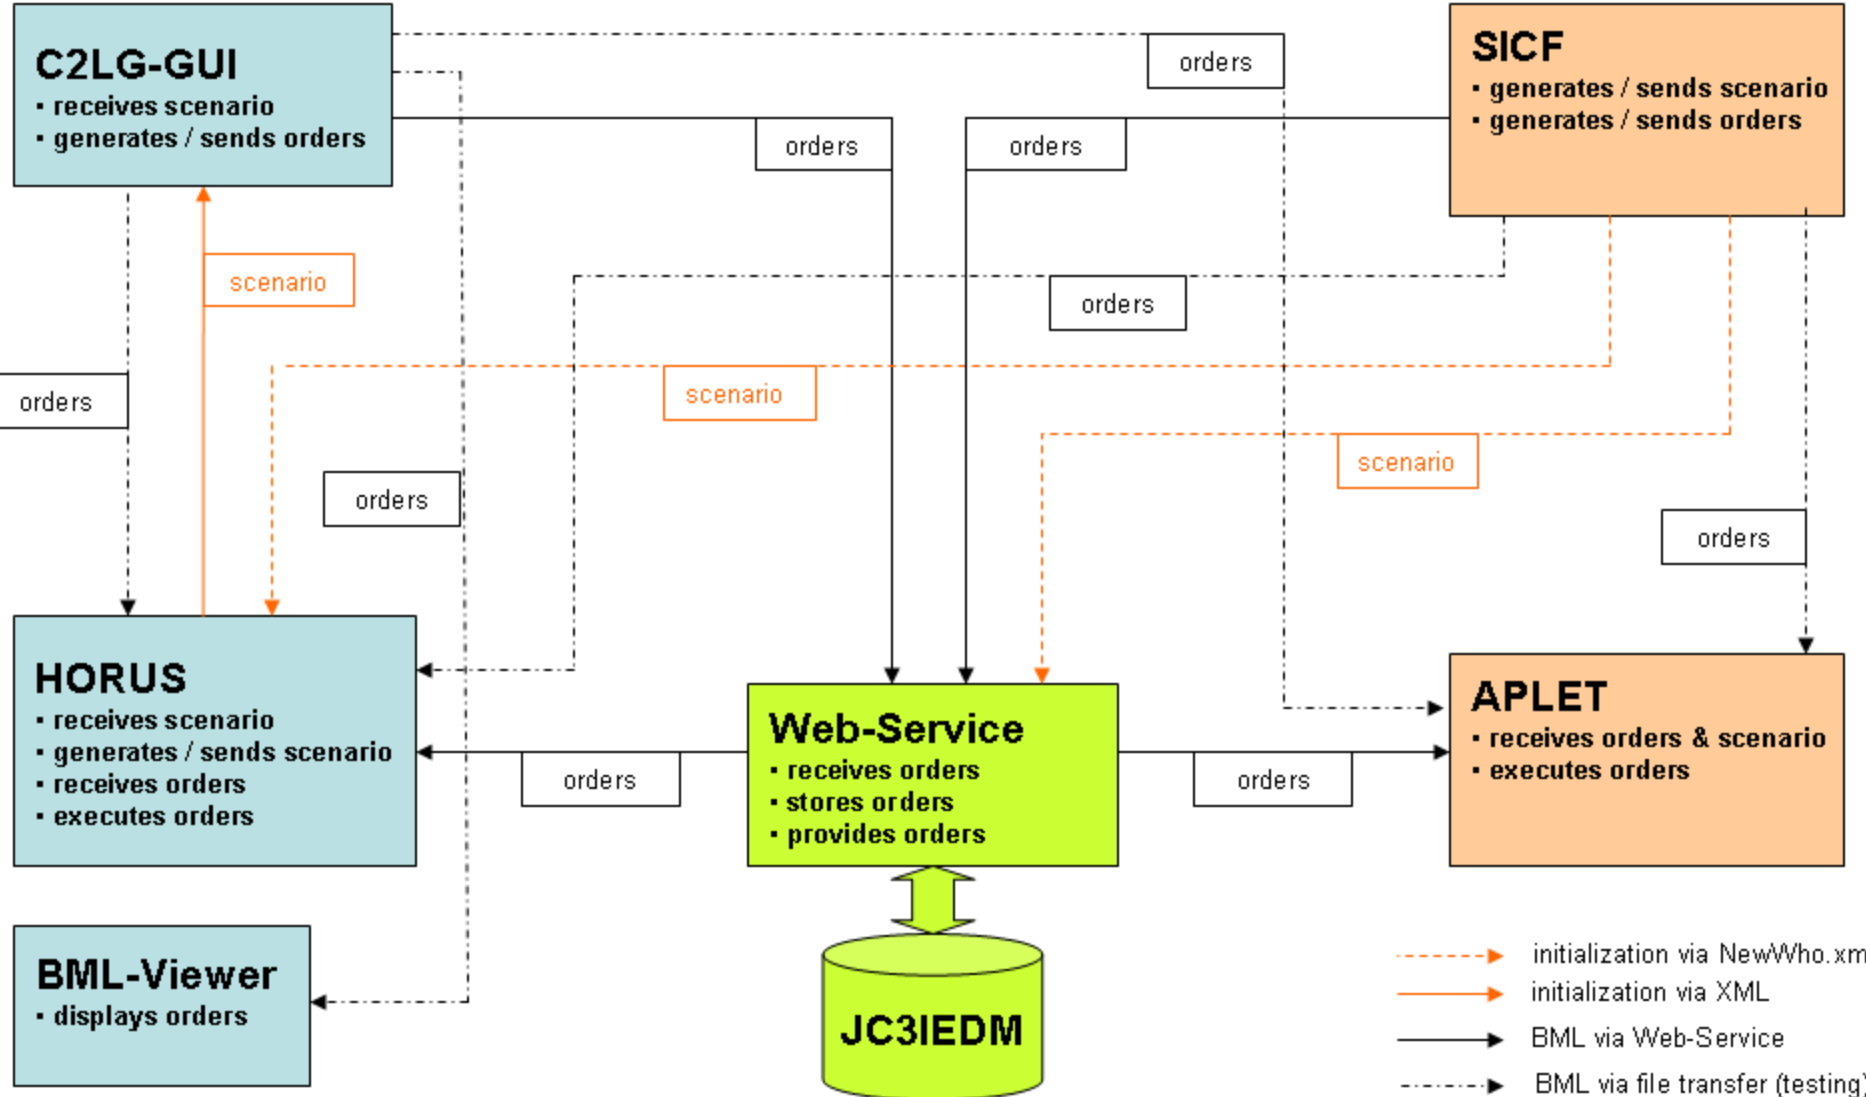 C2LG-GUI
▪ receives scenario
▪ generates / sends orders
SICF
▪ generates / sends scenario
▪ generates / sends orders
orders
orders
orders
scenario
orders
scenario
orders
scenario
orders
orders
HORUS
▪ receives scenario
▪ generates / sends scenario
▪ receives orders
▪ executes orders
orders
Web-Service
▪ receives orders
▪ stores orders
▪ provides orders
orders
APLET
▪ receives orders & scenario
▪ executes orders
BML-Viewer
▪ displays orders
JC3IEDM
initialization via NewWho.xm
initialization via XML
BML via Web-Service
BML via file transfer (testing)